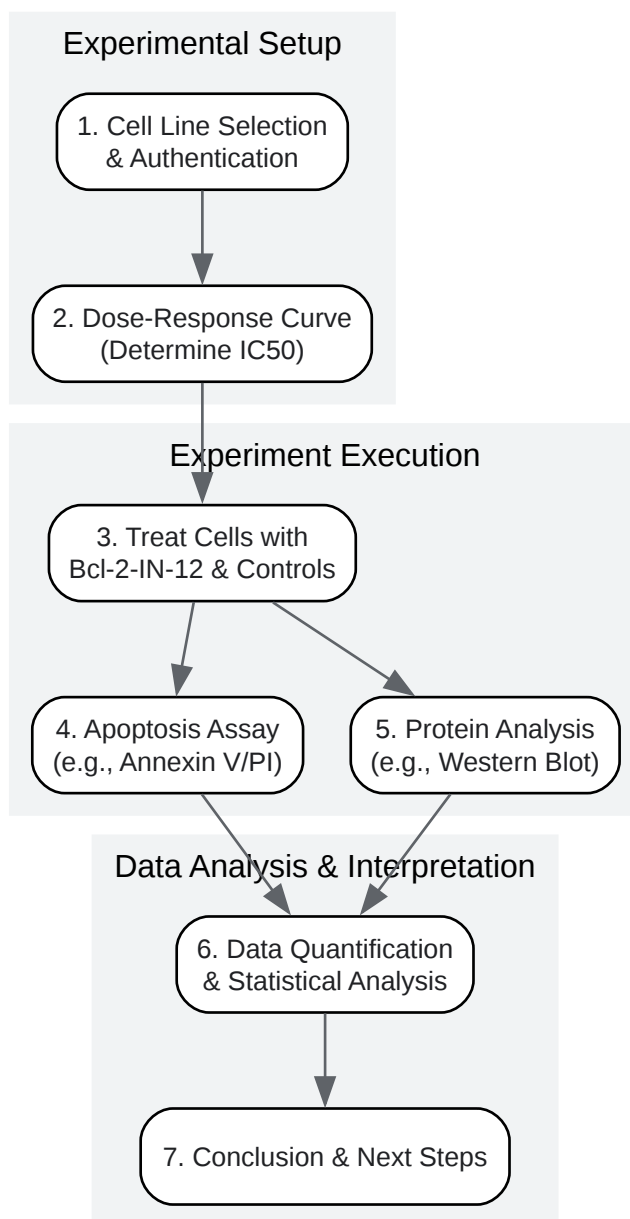 Experimental Setup
1. Cell Line Selection
& Authentication
2. Dose-Response Curve
(Determine IC50)
Experiment Execution
3. Treat Cells with
Bcl-2-IN-12 & Controls
4. Apoptosis Assay
(e.g., Annexin V/PI)
5. Protein Analysis
(e.g., Western Blot)
Data Analysis & Interpretation
6. Data Quantification
& Statistical Analysis
7. Conclusion & Next Steps